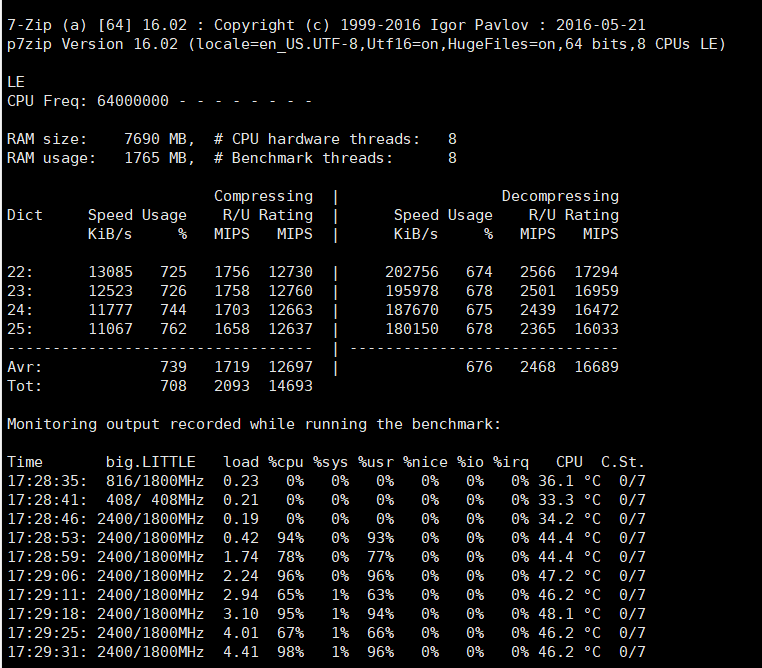 7-Zip (a) [64] 16.02 : Copyright (c) 1999-2016 Igor Pavlov : 2016-05-21
p7zip Version 16.02 (locale=en_US.UTF-8,Utf16=on,HugeFiles=on,64 bits,8 CPUs LE)
LE
CPU Freq: 64000000 - - - - - - - -
RAM size:    7690 MB,  # CPU hardware threads:   8
RAM usage:   1765 MB,  # Benchmark threads:      8
                       Compressing  |                  Decompressing
Dict     Speed Usage    R/U Rating  |      Speed Usage    R/U Rating
         KiB/s     %   MIPS   MIPS  |      KiB/s     %   MIPS   MIPS
22:      13085   725   1756  12730  |     202756   674   2566  17294
23:      12523   726   1758  12760  |     195978   678   2501  16959
24:      11777   744   1703  12663  |     187670   675   2439  16472
25:      11067   762   1658  12637  |     180150   678   2365  16033
----------------------------------  | ------------------------------
Avr:             739   1719  12697  |              676   2468  16689
Tot:             708   2093  14693
Monitoring output recorded while running the benchmark:
Time       big.LITTLE   load %cpu %sys %usr %nice %io %irq   CPU  C.St.
17:28:35:  816/1800MHz  0.23   0%   0%   0%   0%   0%   0% 36.1 °C  0/7
17:28:41:  408/ 408MHz  0.21   0%   0%   0%   0%   0%   0% 33.3 °C  0/7
17:28:46: 2400/1800MHz  0.19   0%   0%   0%   0%   0%   0% 34.2 °C  0/7
17:28:53: 2400/1800MHz  0.42  94%   0%  93%   0%   0%   0% 44.4 °C  0/7
17:28:59: 2400/1800MHz  1.74  78%   0%  77%   0%   0%   0% 44.4 °C  0/7
17:29:06: 2400/1800MHz  2.24  96%   0%  96%   0%   0%   0% 47.2 °C  0/7
17:29:11: 2400/1800MHz  2.94  65%   1%  63%   0%   0%   0% 46.2 °C  0/7
17:29:18: 2400/1800MHz  3.10  95%   1%  94%   0%   0%   0% 48.1 °C  0/7
17:29:25: 2400/1800MHz  4.01  67%   1%  66%   0%   0%   0% 46.2 °C  0/7
17:29:31: 2400/1800MHz  4.41  98%   1%  96%   0%   0%   0% 46.2 °C  0/7